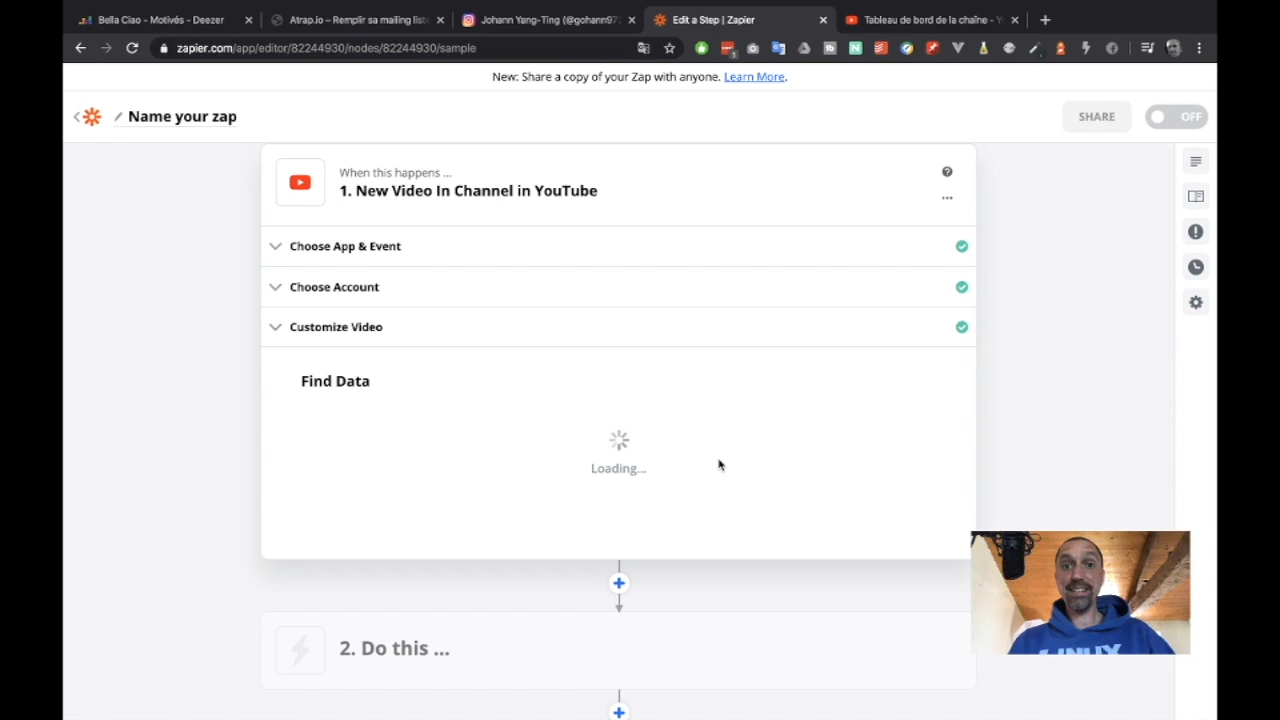 Bella Ciao – Motivés - Deezer
Atrap.io – Remplir sa mailing liste
Johann Yang-Ting (@gohann97
Edit a Step | Zapier
Tableau de bord de la chaîne - Y
zapier.com/app/editor/82244930/nodes/82244930/sample
New: Share a copy of your Zap with anyone. Learn More.
Name your zap
SHARE
OFF
When this happens ...
1. New Video In Channel in YouTube
Choose App & Event
Choose Account
Customize Video
Find Data
Loading...
2. Do this ...
LINUX